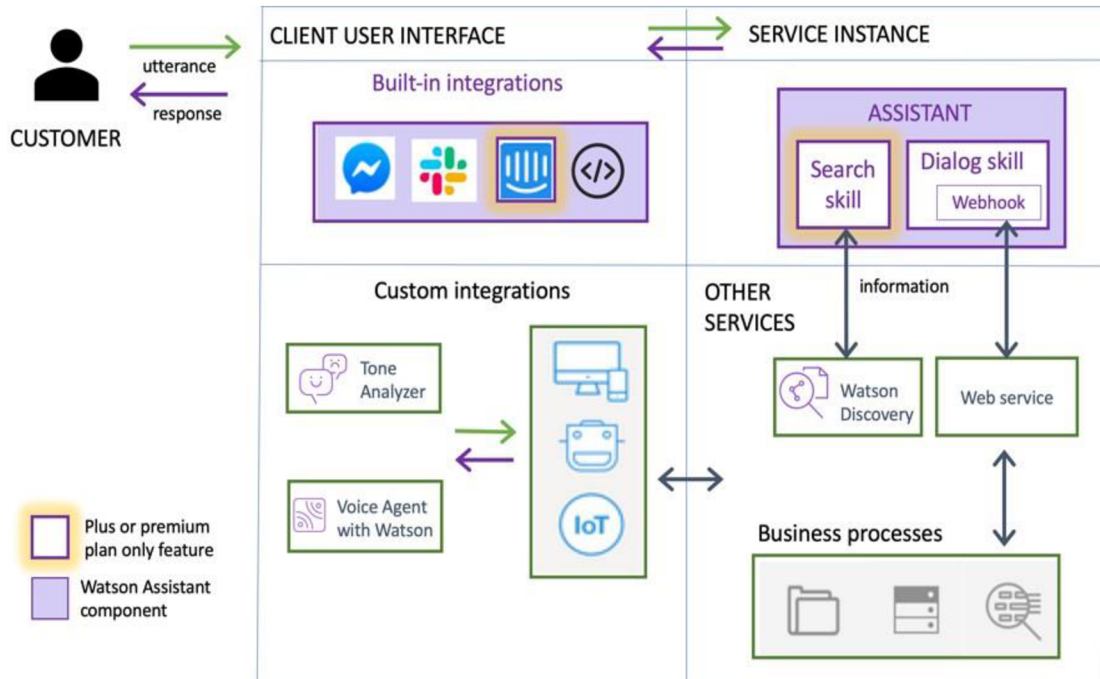 CUSTOMER
utterance
response
CLIENT USER INTERFACE
SERVICE INSTANCE
Built-in integrations
</>
ASSISTANT
Search
skill
Dialog skill
Webhook
Custom integrations
Tone
Analyzer
Voice Agent
with Watson
IoT
OTHER
SERVICES
information
Watson
Discovery
Web service
Business processes
Plus or premium
plan only feature
Watson Assistant
component